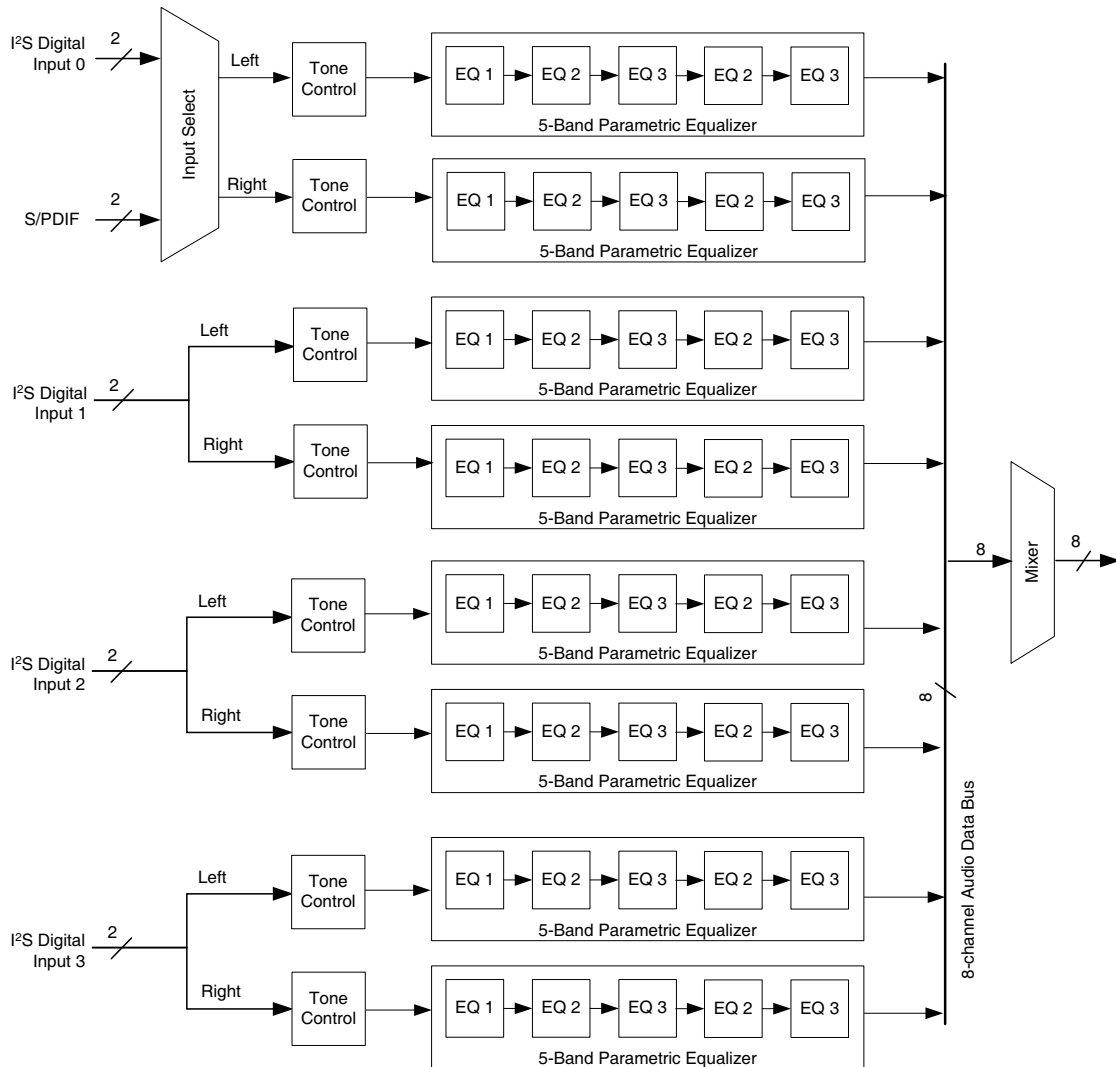 I²S Digital
Input 0
2
Left
Tone
Control
EQ 1
EQ 2
EQ 3
EQ 2
EQ 3
5-Band Parametric Equalizer
Input Select
S/PDIF
2
Right
Tone
Control
EQ 1
EQ 2
EQ 3
EQ 2
EQ 3
5-Band Parametric Equalizer
I²S Digital
Input 1
2
Left
Tone
Control
EQ 1
EQ 2
EQ 3
EQ 2
EQ 3
5-Band Parametric Equalizer
Right
Tone
Control
EQ 1
EQ 2
EQ 3
EQ 2
EQ 3
5-Band Parametric Equalizer
I²S Digital
Input 2
2
Left
Tone
Control
EQ 1
EQ 2
EQ 3
EQ 2
EQ 3
5-Band Parametric Equalizer
Right
Tone
Control
EQ 1
EQ 2
EQ 3
EQ 2
EQ 3
5-Band Parametric Equalizer
I²S Digital
Input 3
2
Left
Tone
Control
EQ 1
EQ 2
EQ 3
EQ 2
EQ 3
5-Band Parametric Equalizer
Right
Tone
Control
EQ 1
EQ 2
EQ 3
EQ 2
EQ 3
5-Band Parametric Equalizer
8
8-channel Audio Data Bus
8
Mixer
8